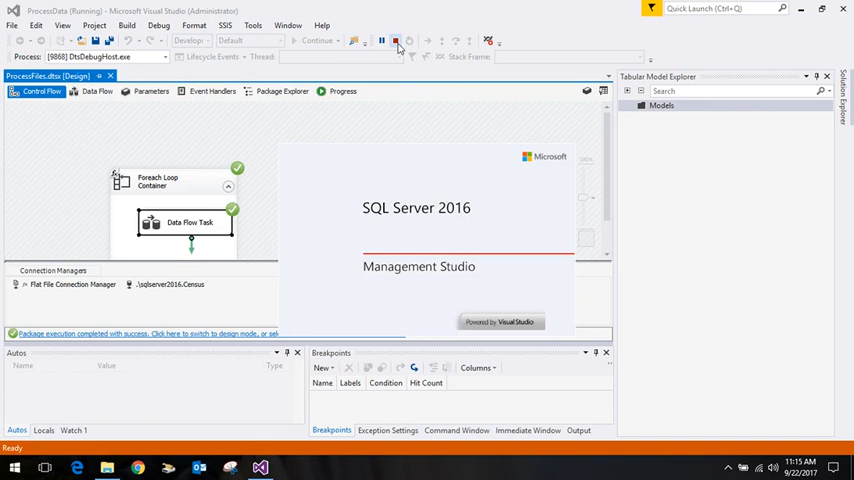 ProcessData (Running) - Microsoft Visual Studio (Administrator)
Quick Launch (Ctrl+Q)
File Edit View Project Build Debug Format SSIS Tools Window Help
Develop Default Continue
Process: [9868] DtsDebugHost.exe Lifecycle Events Thread: Stack Frame:
ProcessFiles.dtsx [Design]
Control Flow Data Flow Parameters Event Handlers Package Explorer Progress
Foreach Loop
Container
Data Flow Task
Microsoft
SQL Server 2016
Management Studio
Powered by Visual Studio
100%
Connection Managers
Flat File Connection Manager .\sqlserver2016.Census
Package execution completed with success. Click here to switch to design mode, or sel
Autos
Name Value Type
Autos Locals Watch 1
Breakpoints
New Columns
Name Labels Condition Hit Count
Breakpoints Exception Settings Command Window Immediate Window Output
Tabular Model Explorer
Search
Models
Solution Explorer
Ready
11:15 AM
9/22/2017